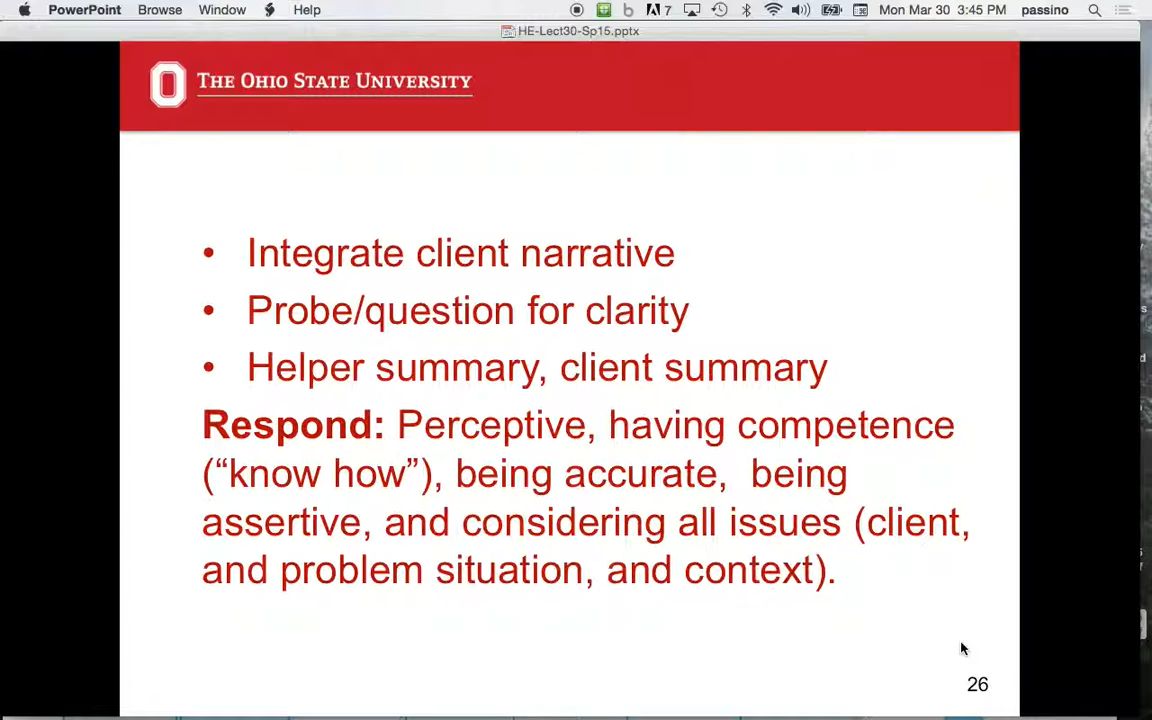 PowerPoint Browse Window Help 7 Mon Mar 30 3:45 PM passino
HE-Lect30-Sp15.pptx
THE OHIO STATE UNIVERSITY
• Integrate client narrative
• Probe/question for clarity
• Helper summary, client summary
Respond: Perceptive, having competence
(“know how”), being accurate, being
assertive, and considering all issues (client,
and problem situation, and context).
26